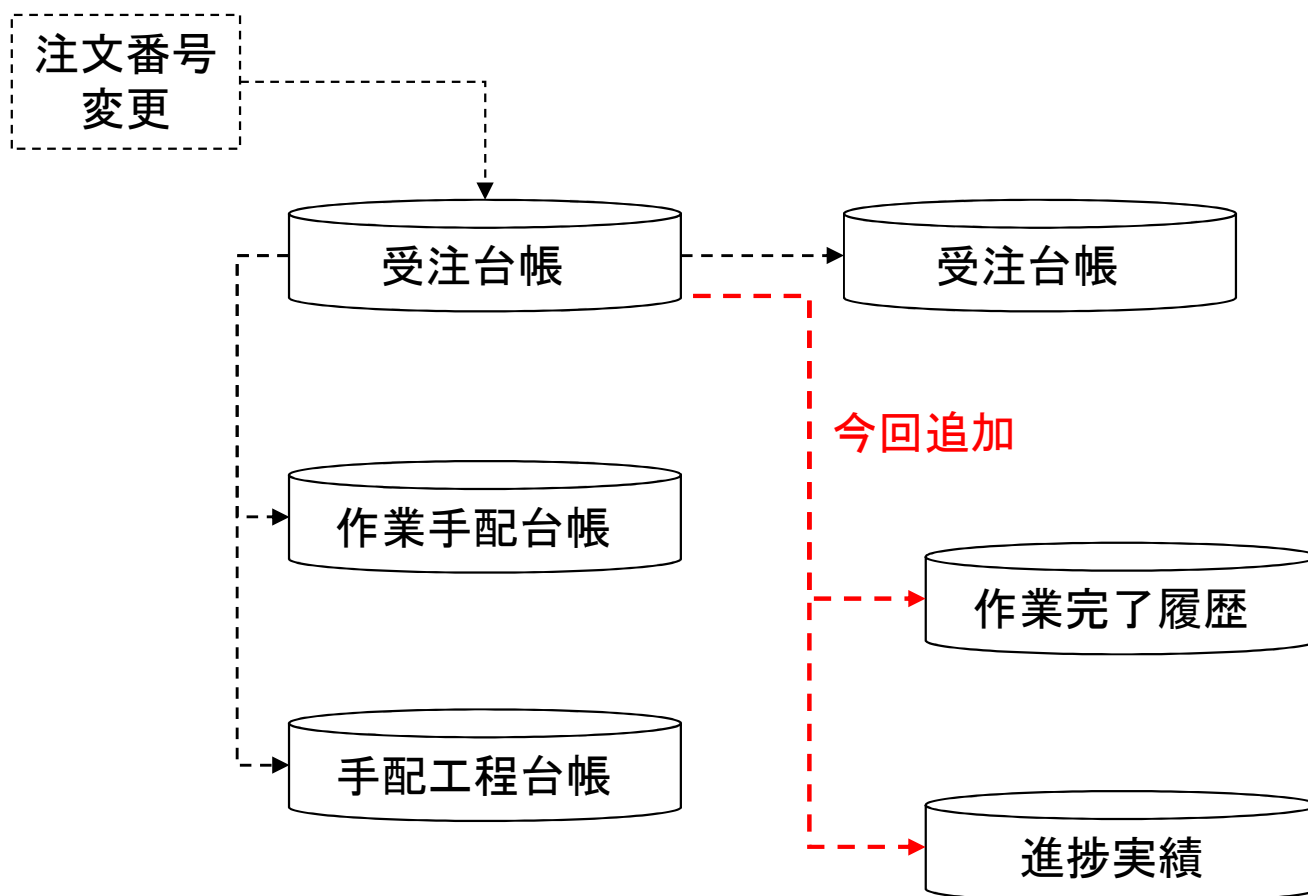 注文番号
変更
受注台帳
受注台帳
今回追加
作業手配台帳
作業完了履歴
手配工程台帳
進捗実績